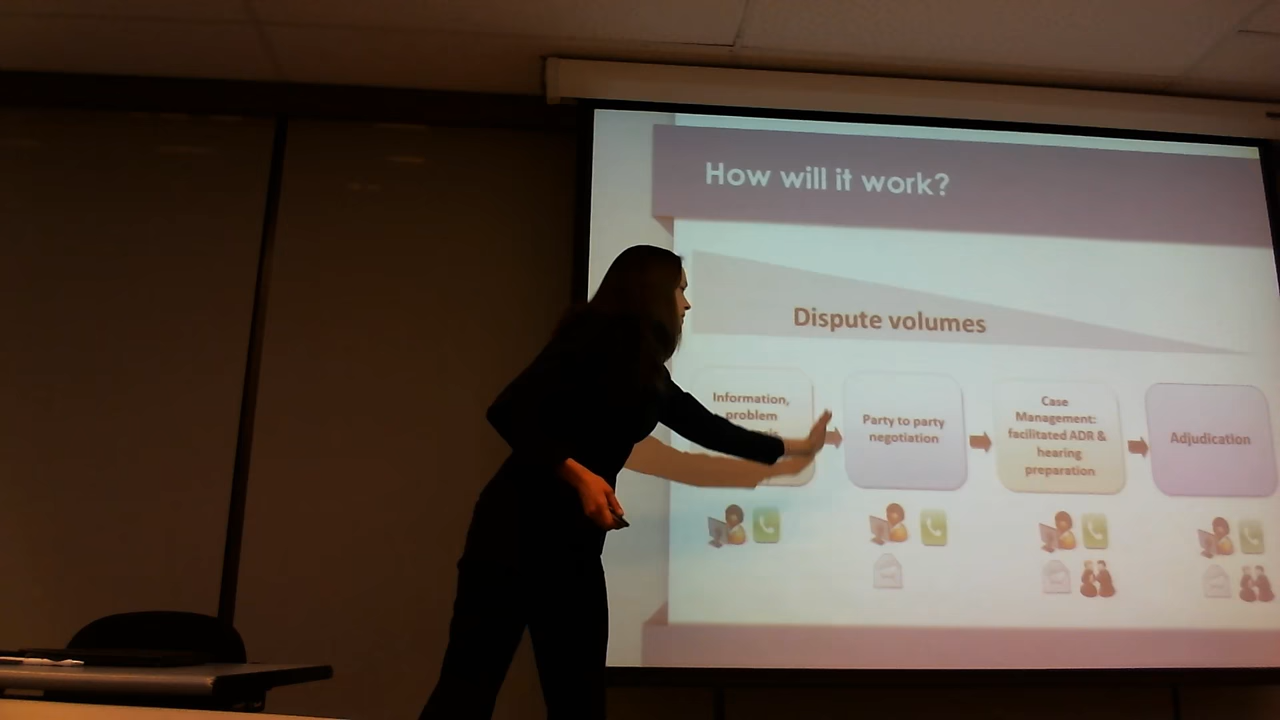 How will it work?
Dispute volumes
Information,
problem
Party to party
negotiation
Case
Management:
facilitated ADR &
hearing
preparation
Adjudication